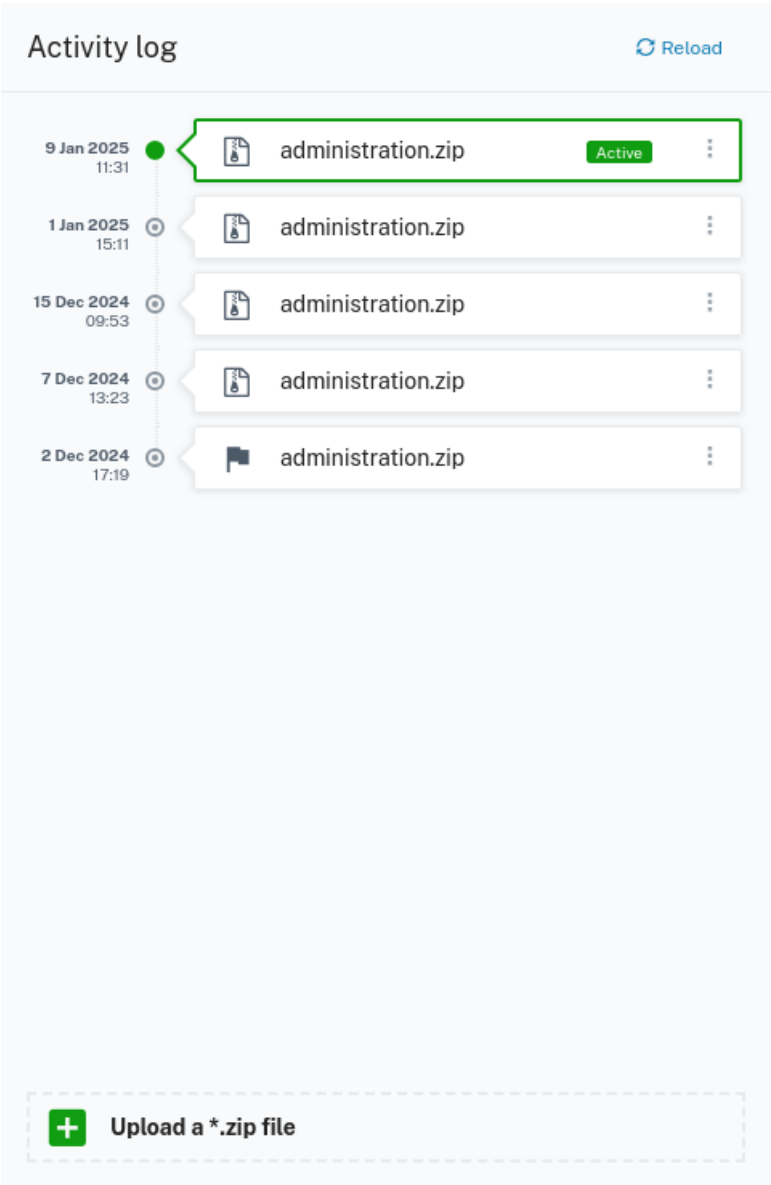 Activity log
Reload
9 Jan 2025
11:31
administration.zip
Active
1 Jan 2025
15:11
administration.zip
15 Dec 2024
09:53
administration.zip
7 Dec 2024
13:23
administration.zip
2 Dec 2024
17:19
administration.zip
Upload a *.zip file